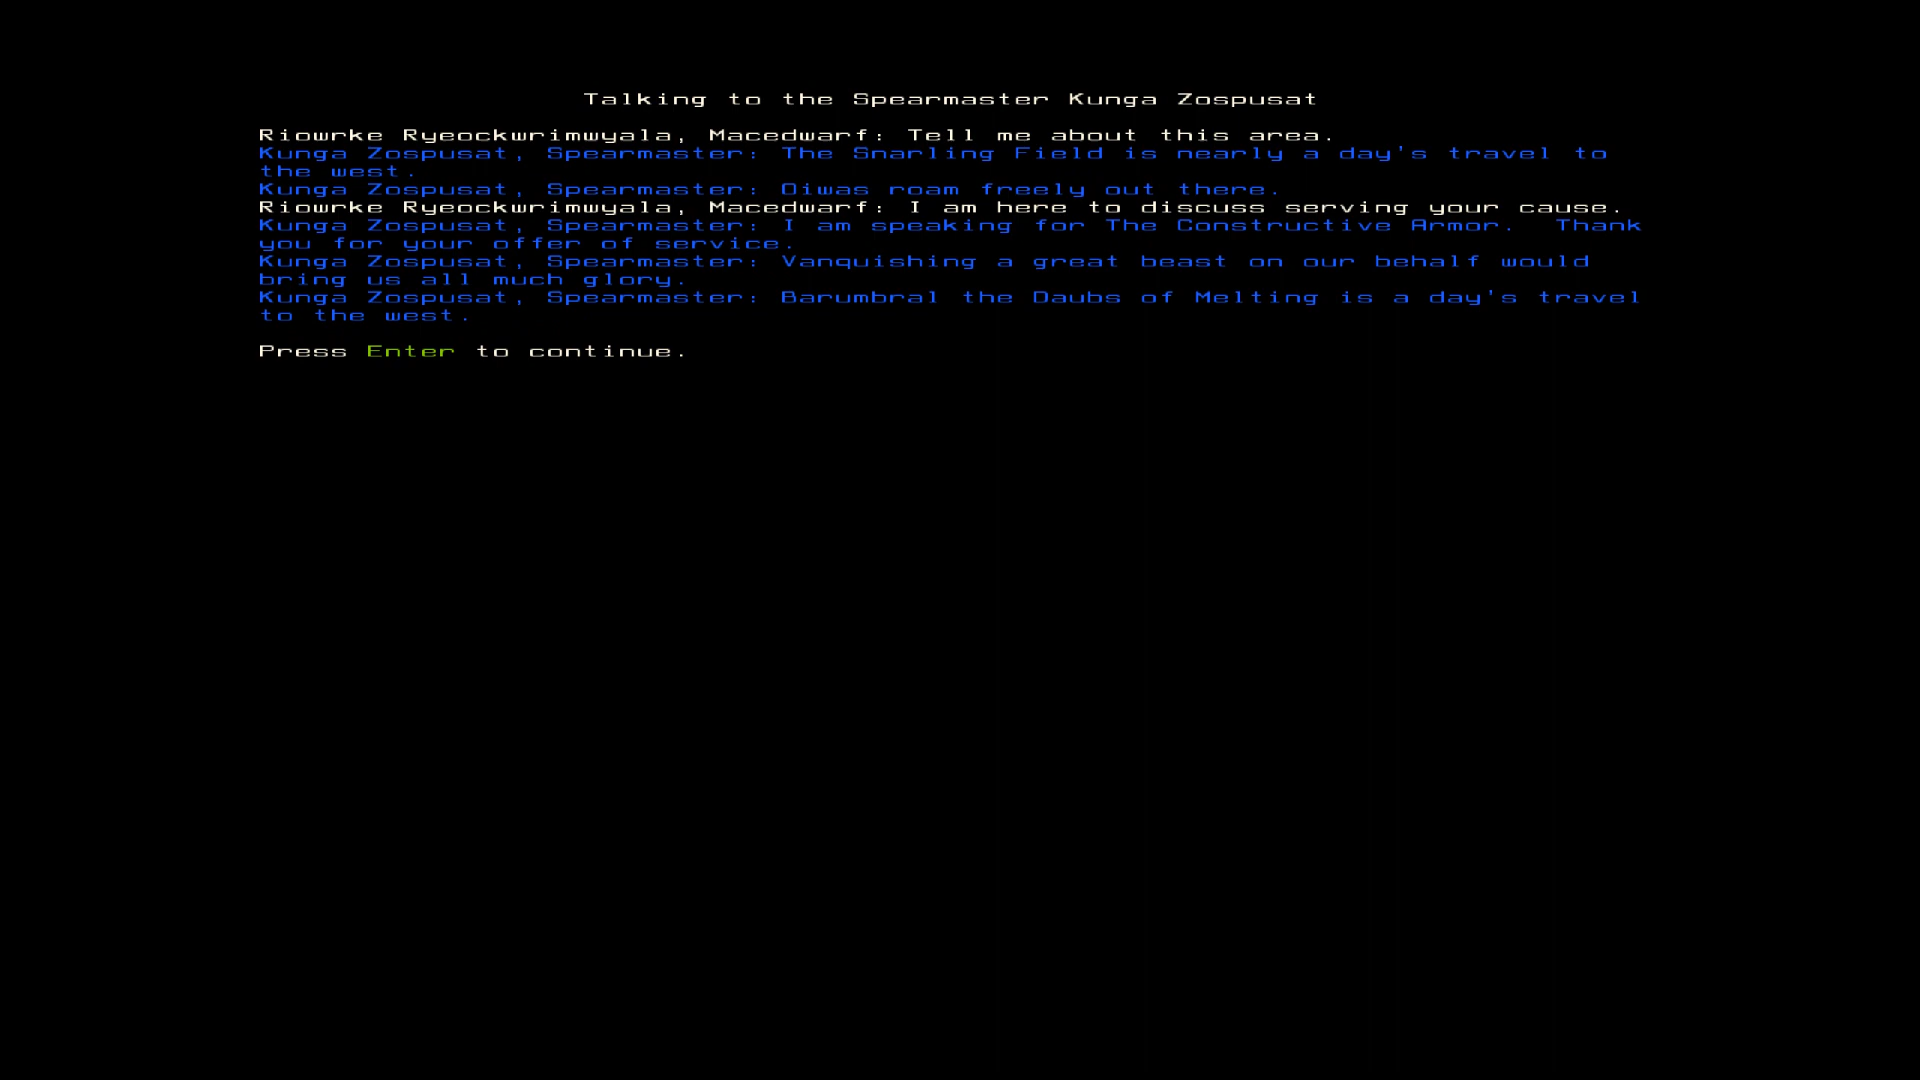 Talking to the Spearmaster Kunga Zospusat
Riowrke Ryeockwrimwyala, Macedwarf: Tell me about this area.
Kunga Zospusat, Spearmaster: The Snarling Field is nearly a day's travel to
the west.
Kunga Zospusat, Spearmaster: Oiwas roam freely out there.
Riowrke Ryeockwrimwyala, Macedwarf: I am here to discuss serving your cause.
Kunga Zospusat, Spearmaster: I am speaking for The Constructive Armor.  Thank
you for your offer of service.
Kunga Zospusat, Spearmaster: Vanquishing a great beast on our behalf would
bring us all much glory.
Kunga Zospusat, Spearmaster: Barumbral the Daubs of Melting is a day's travel
to the west.
Press Enter to continue.